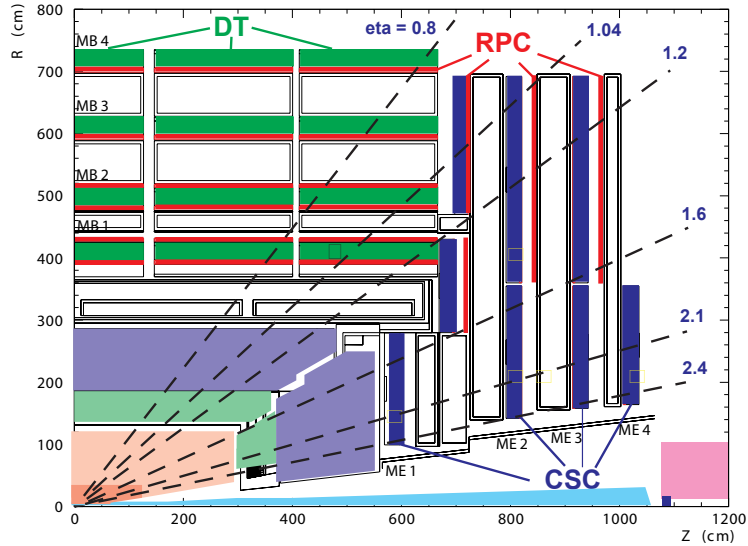 R (cm)
800
700
600
500
400
300
200
100
0
MB 4
DT
eta = 0.8
1.04
RPC
1.2
MB 3
MB 2
MB 1
1.6
2.1
2.4
ME 1
ME 2
ME 3
ME 4
CSC
0
200
400
600
800
1000
1200
Z (cm)